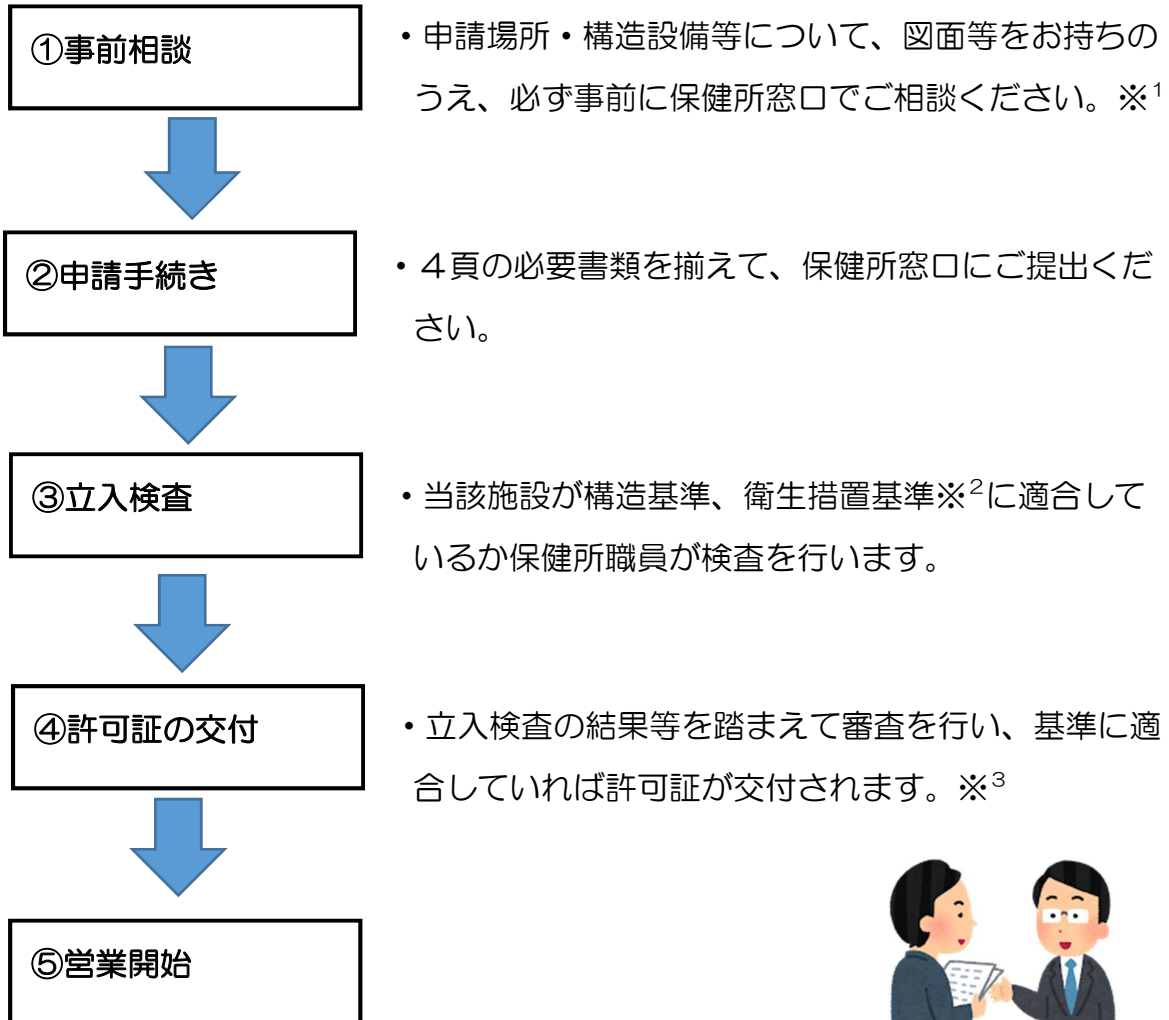 ①事前相談
・申請場所・構造設備等について、図面等をお持ちの
うえ、必ず事前に保健所窓口でご相談ください。※1
②申請手続き
・４頁の必要書類を揃えて、保健所窓口にご提出くだ
さい。
③立入検査
・当該施設が構造基準、衛生措置基準※2に適合して
いるか保健所職員が検査を行います。
④許可証の交付
・立入検査の結果等を踏まえて審査を行い、基準に適
合していれば許可証が交付されます。※3
⑤営業開始